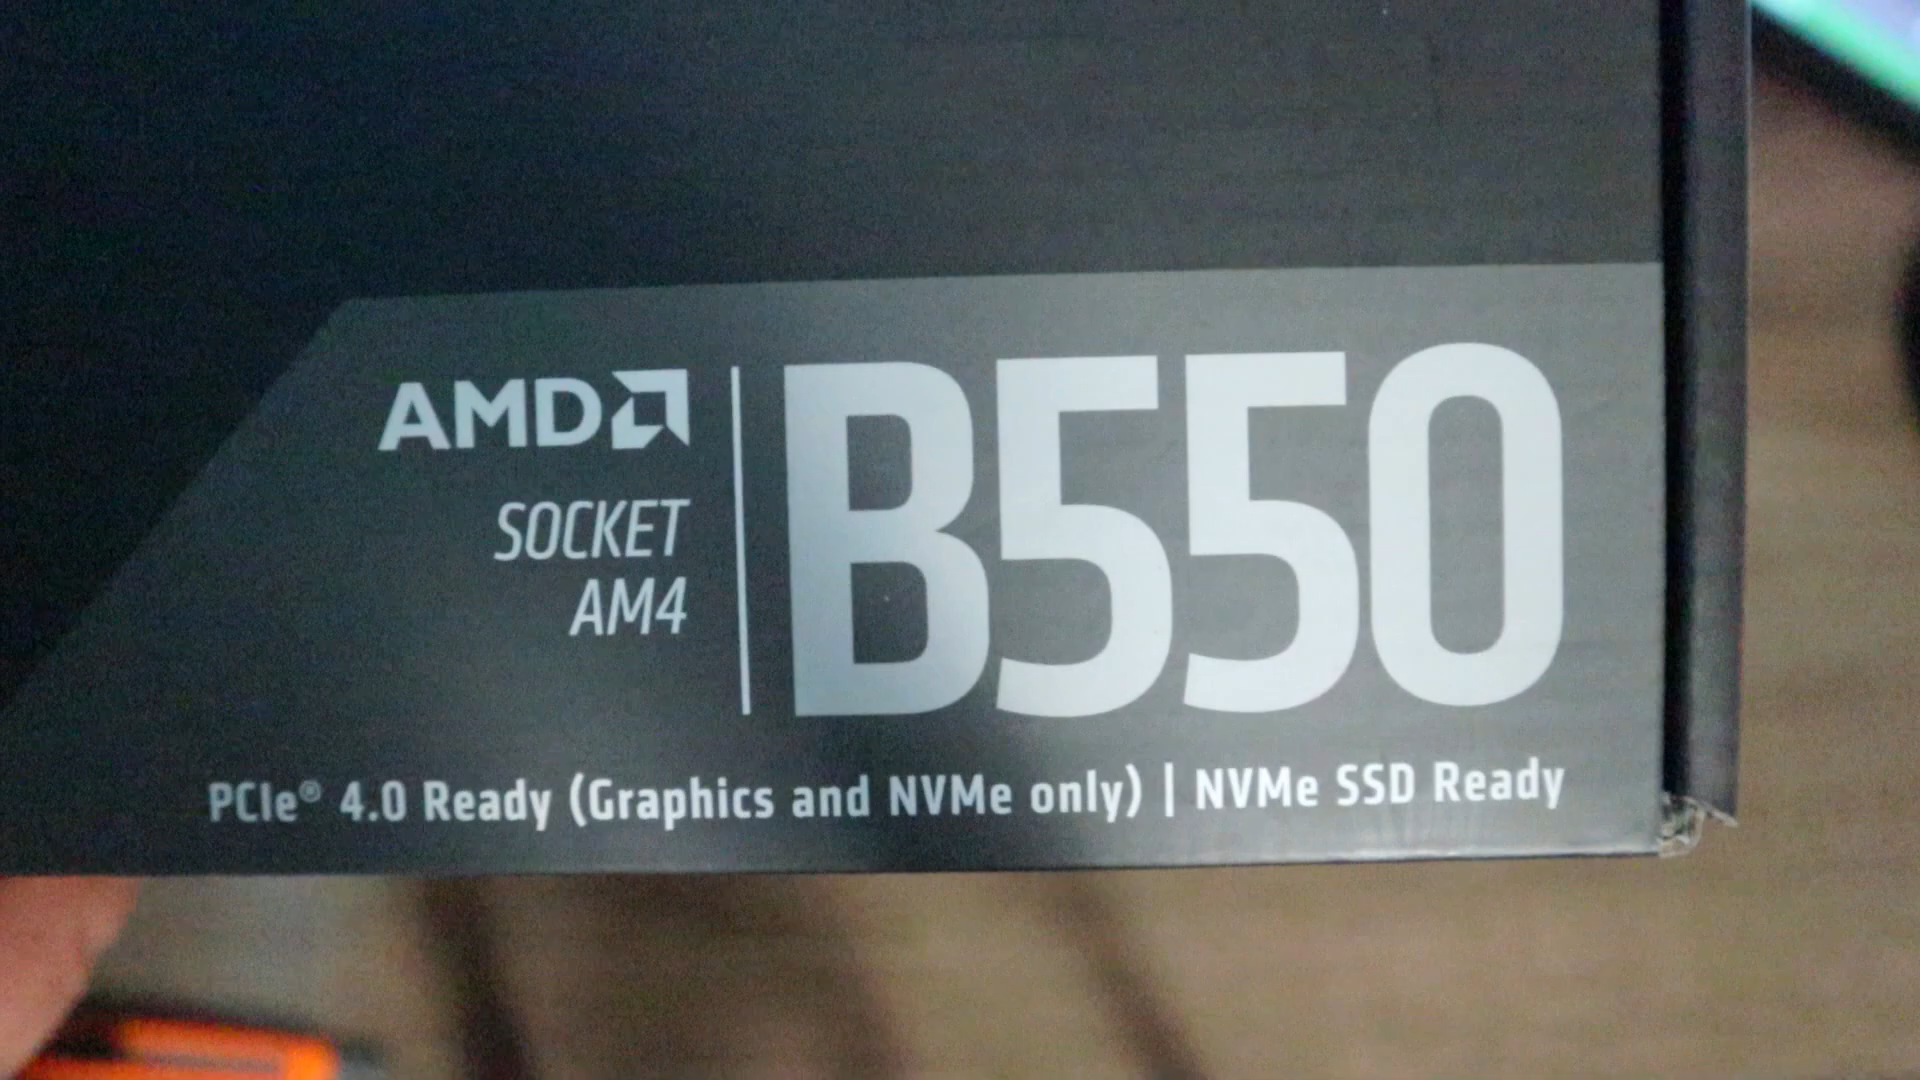 AMD
SOCKET
AM4
B550
PCIe® 4.0 Ready (Graphics and NVMe only) | NVMe SSD Ready